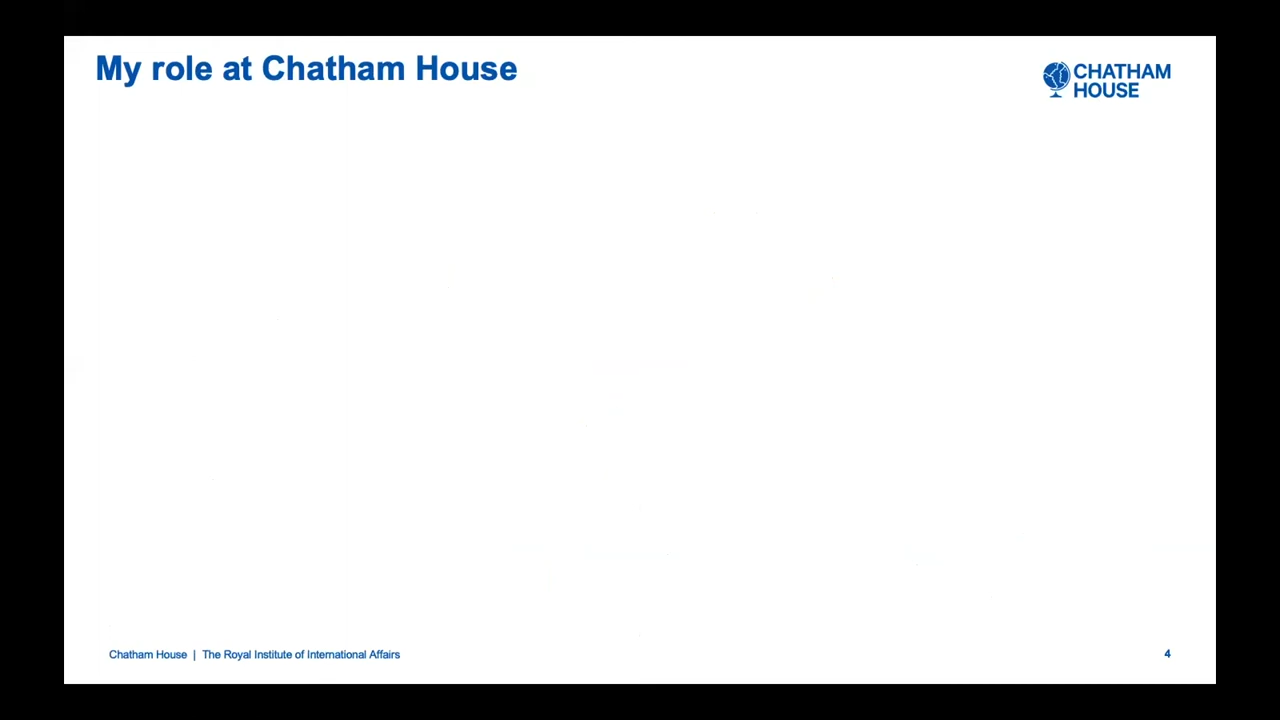 My role at Chatham House
CHATHAM
HOUSE
Chatham House | The Royal Institute of International Affairs
4